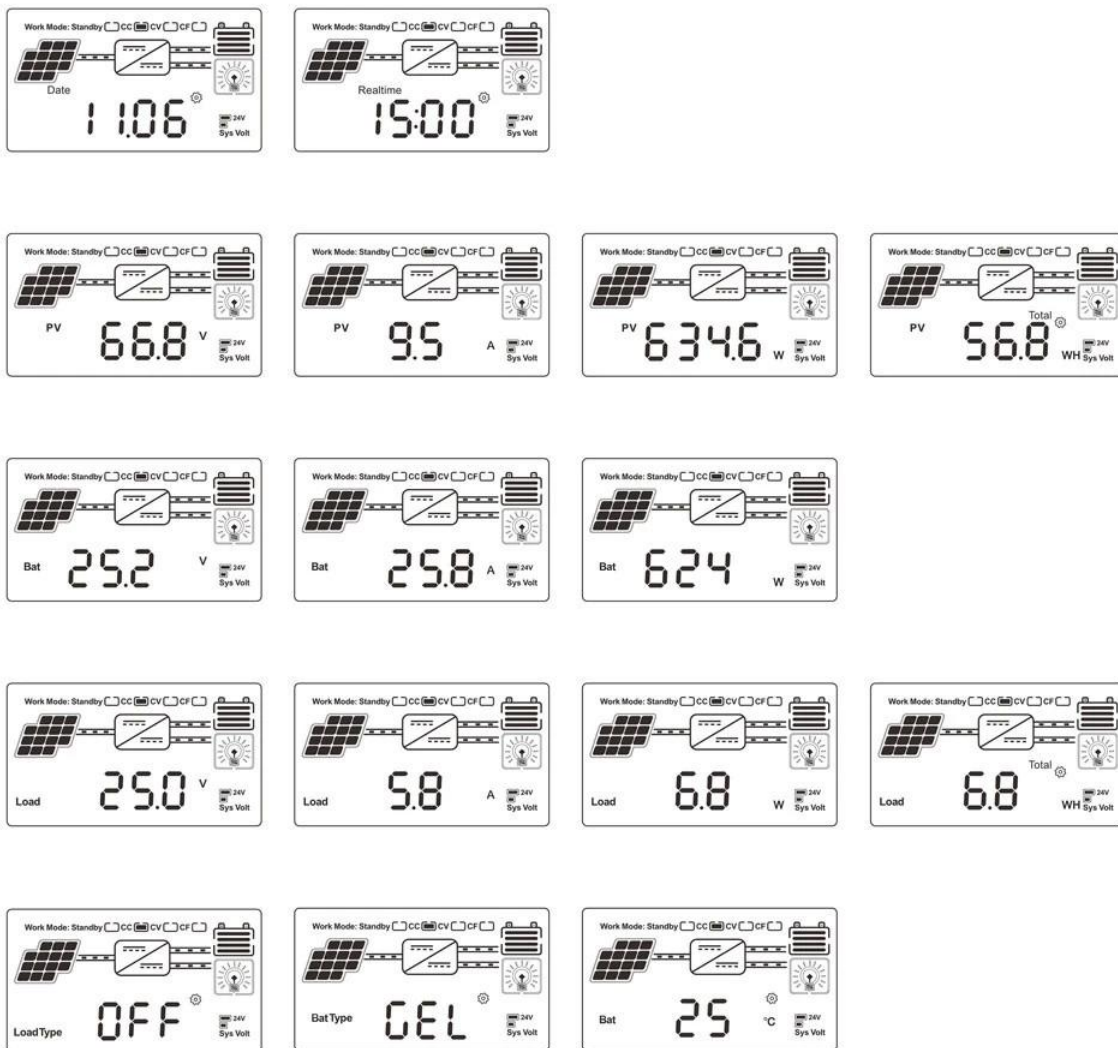 Work Mode: Standby CC CV CF
Date
11.06
24V
Sys Volt
Work Mode: Standby CC CV CF
Realtime
15:00
24V
Sys Volt
Work Mode: Standby CC CV CF
PV
66.8 V
24V
Sys Volt
Work Mode: Standby CC CV CF
PV
9.5 A
24V
Sys Volt
Work Mode: Standby CC CV CF
PV
634.6 W
24V
Sys Volt
Work Mode: Standby CC CV CF
PV
Total
56.8 WH
24V
Sys Volt
Work Mode: Standby CC CV CF
Bat 25.2 V
24V
Sys Volt
Work Mode: Standby CC CV CF
Bat 25.8 A
24V
Sys Volt
Work Mode: Standby CC CV CF
Bat 624 W
24V
Sys Volt
Work Mode: Standby CC CV CF
Load 25.0 V
24V
Sys Volt
Work Mode: Standby CC CV CF
Load 5.8 A
24V
Sys Volt
Work Mode: Standby CC CV CF
Load 6.8 W
24V
Sys Volt
Work Mode: Standby CC CV CF
Total
Load 6.8 WH
24V
Sys Volt
Work Mode: Standby CC CV CF
Load Type OFF
24V
Sys Volt
Work Mode: Standby CC CV CF
Bat Type GEL
24V
Sys Volt
Work Mode: Standby CC CV CF
Bat 25 °C
24V
Sys Volt